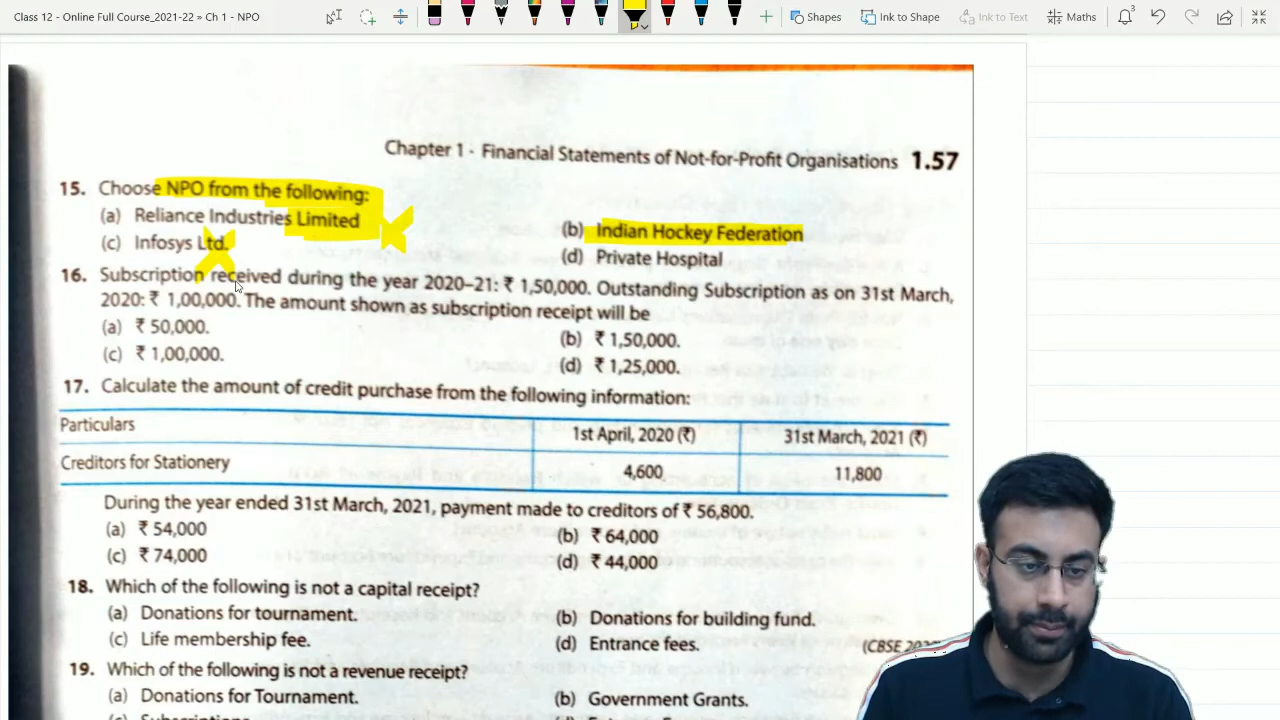 Class 12 - Online Full Course_2021-22 » Ch 1 - NPO
Shapes
Ink to Shape
Ink to Text
Maths
3
Chapter 1 - Financial Statements of Not-for-Profit Organisations 1.57
15. Choose NPO from the following:
(a) Reliance Industries Limited
(b) Indian Hockey Federation
(c) Infosys Ltd.
(d) Private Hospital
16. Subscription received during the year 2020–21: ₹ 1,50,000. Outstanding Subscription as on 31st March,
2020: ₹ 1,00,000. The amount shown as subscription receipt will be
(a) ₹ 50,000.
(b) ₹ 1,50,000.
(c) ₹ 1,00,000.
(d) ₹ 1,25,000.
17. Calculate the amount of credit purchase from the following information:
Particulars 1st April, 2020 (₹) 31st March, 2021 (₹)
Creditors for Stationery 4,600 11,800
During the year ended 31st March, 2021, payment made to creditors of ₹ 56,800.
(a) ₹ 54,000
(b) ₹ 64,000
(c) ₹ 74,000
(d) ₹ 44,000
18. Which of the following is not a capital receipt?
(a) Donations for tournament.
(b) Donations for building fund.
(c) Life membership fee.
(d) Entrance fees.
(CBSE
19. Which of the following is not a revenue receipt?
(a) Donations for Tournament.
(b) Government Grants.